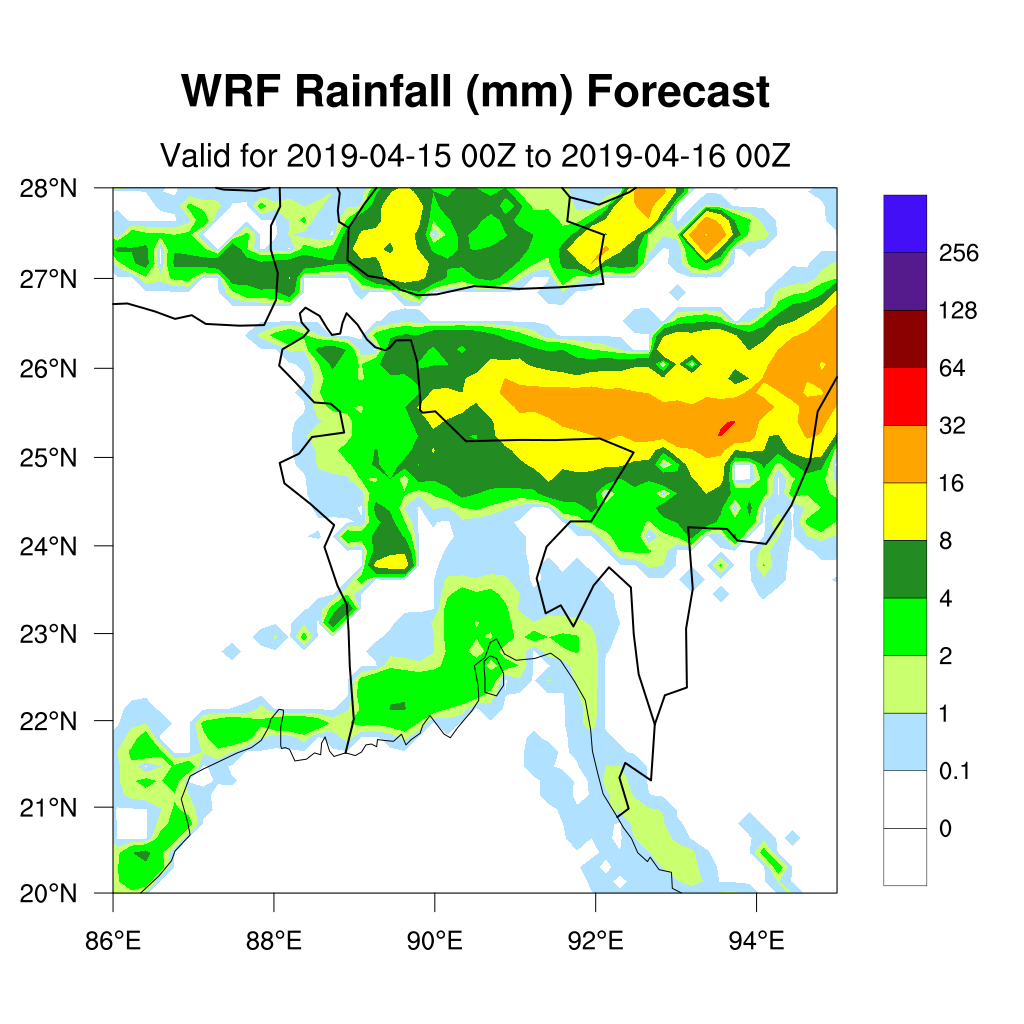 WRF Rainfall (mm) Forecast
Valid for 2019-04-15 00Z to 2019-04-16 00Z
28°N
27°N
26°N
25°N
24°N
23°N
22°N
21°N
20°N
86°E 88°E 90°E 92°E 94°E
256
128
64
32
16
8
4
2
1
0.1
0